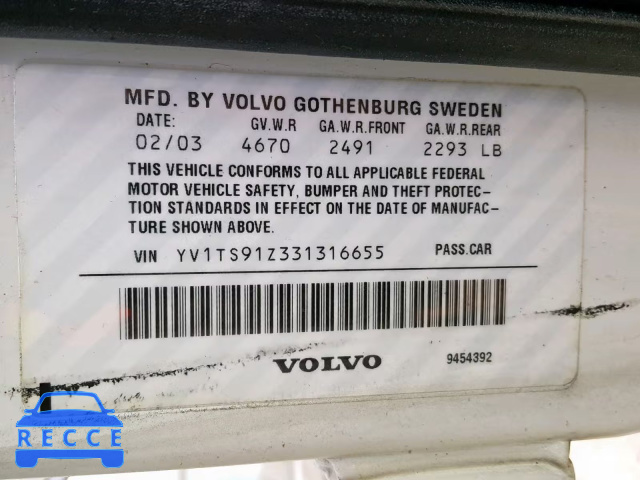 MFD. BY VOLVO GOTHENBURG SWEDEN
DATE: GV.W.R GA.W.R.FRONT GA.W.R.REAR
02/03 4670 2491 2293 LB
THIS VEHICLE CONFORMS TO ALL APPLICABLE FEDERAL
MOTOR VEHICLE SAFETY, BUMPER AND THEFT PROTEC-
TION STANDARDS IN EFFECT ON THE DATE OF MANUFAC-
TURE SHOWN ABOVE.
VIN YV1TS91Z331316655 PASS.CAR
VOLVO 9454392
RECCE